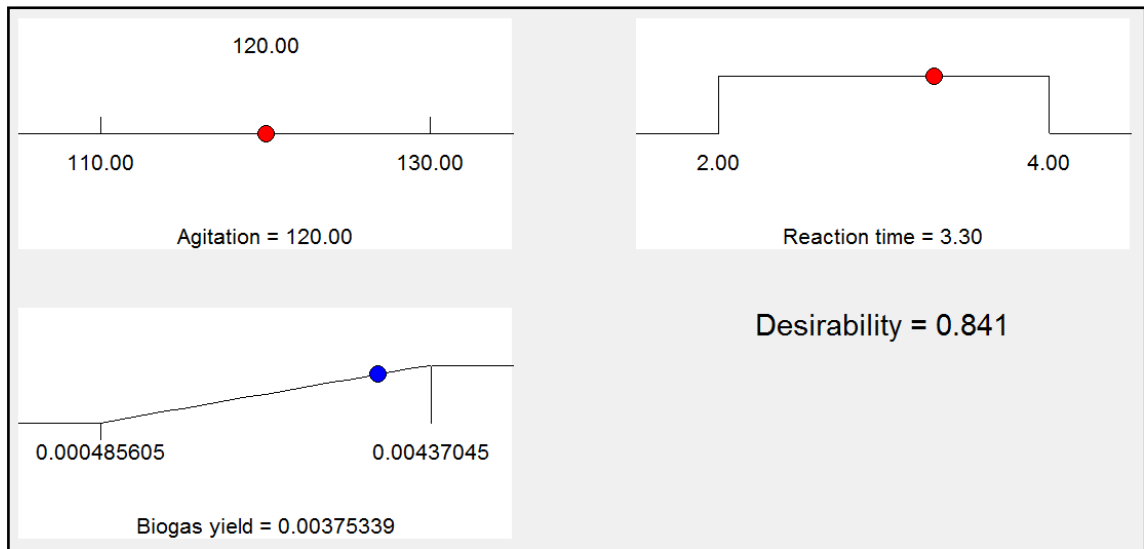 120.00
110.00 130.00
Agitation = 120.00
2.00 4.00
Reaction time = 3.30
0.000485605 0.00437045
Biogas yield = 0.00375339
Desirability = 0.841